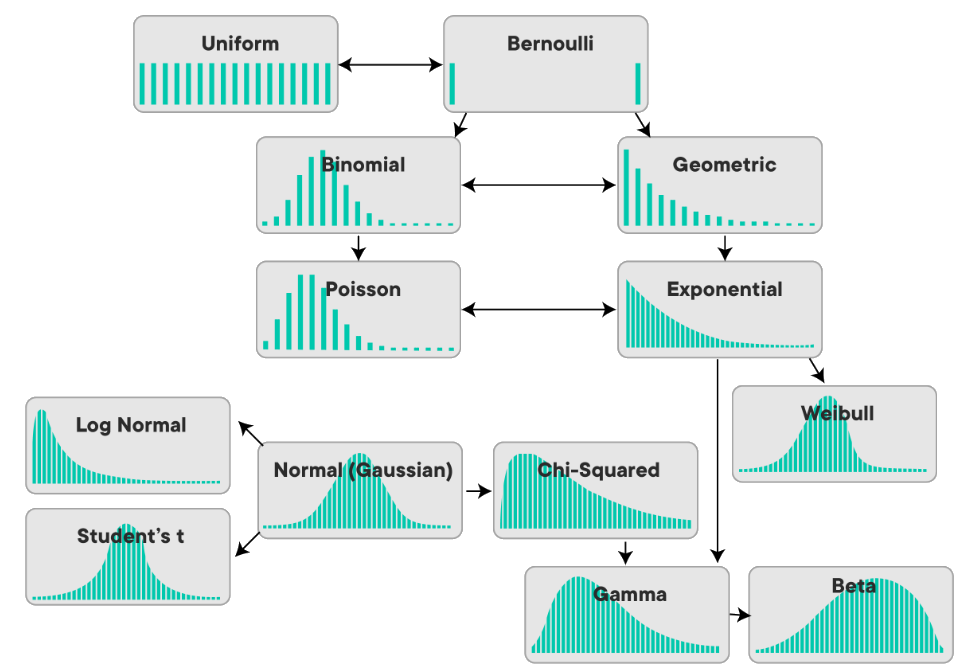 Uniform
Bernoulli
Binomial
Geometric
Poisson
Exponential
Weibull
Log Normal
Normal (Gaussian)
Chi-Squared
Student’s t
Gamma
Beta